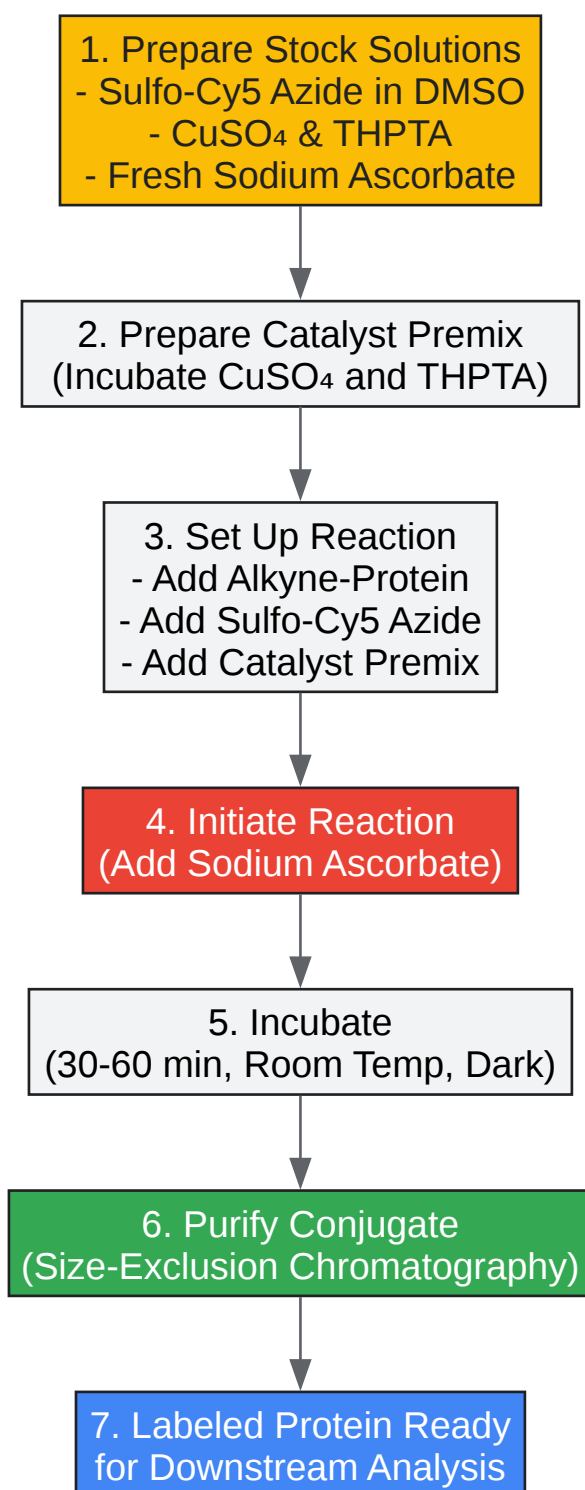 1. Prepare Stock Solutions
- Sulfo-Cy5 Azide in DMSO
- CuSO₄ & THPTA
- Fresh Sodium Ascorbate
2. Prepare Catalyst Premix
(Incubate CuSO₄ and THPTA)
3. Set Up Reaction
- Add Alkyne-Protein
- Add Sulfo-Cy5 Azide
- Add Catalyst Premix
4. Initiate Reaction
(Add Sodium Ascorbate)
5. Incubate
(30-60 min, Room Temp, Dark)
6. Purify Conjugate
(Size-Exclusion Chromatography)
7. Labeled Protein Ready
for Downstream Analysis